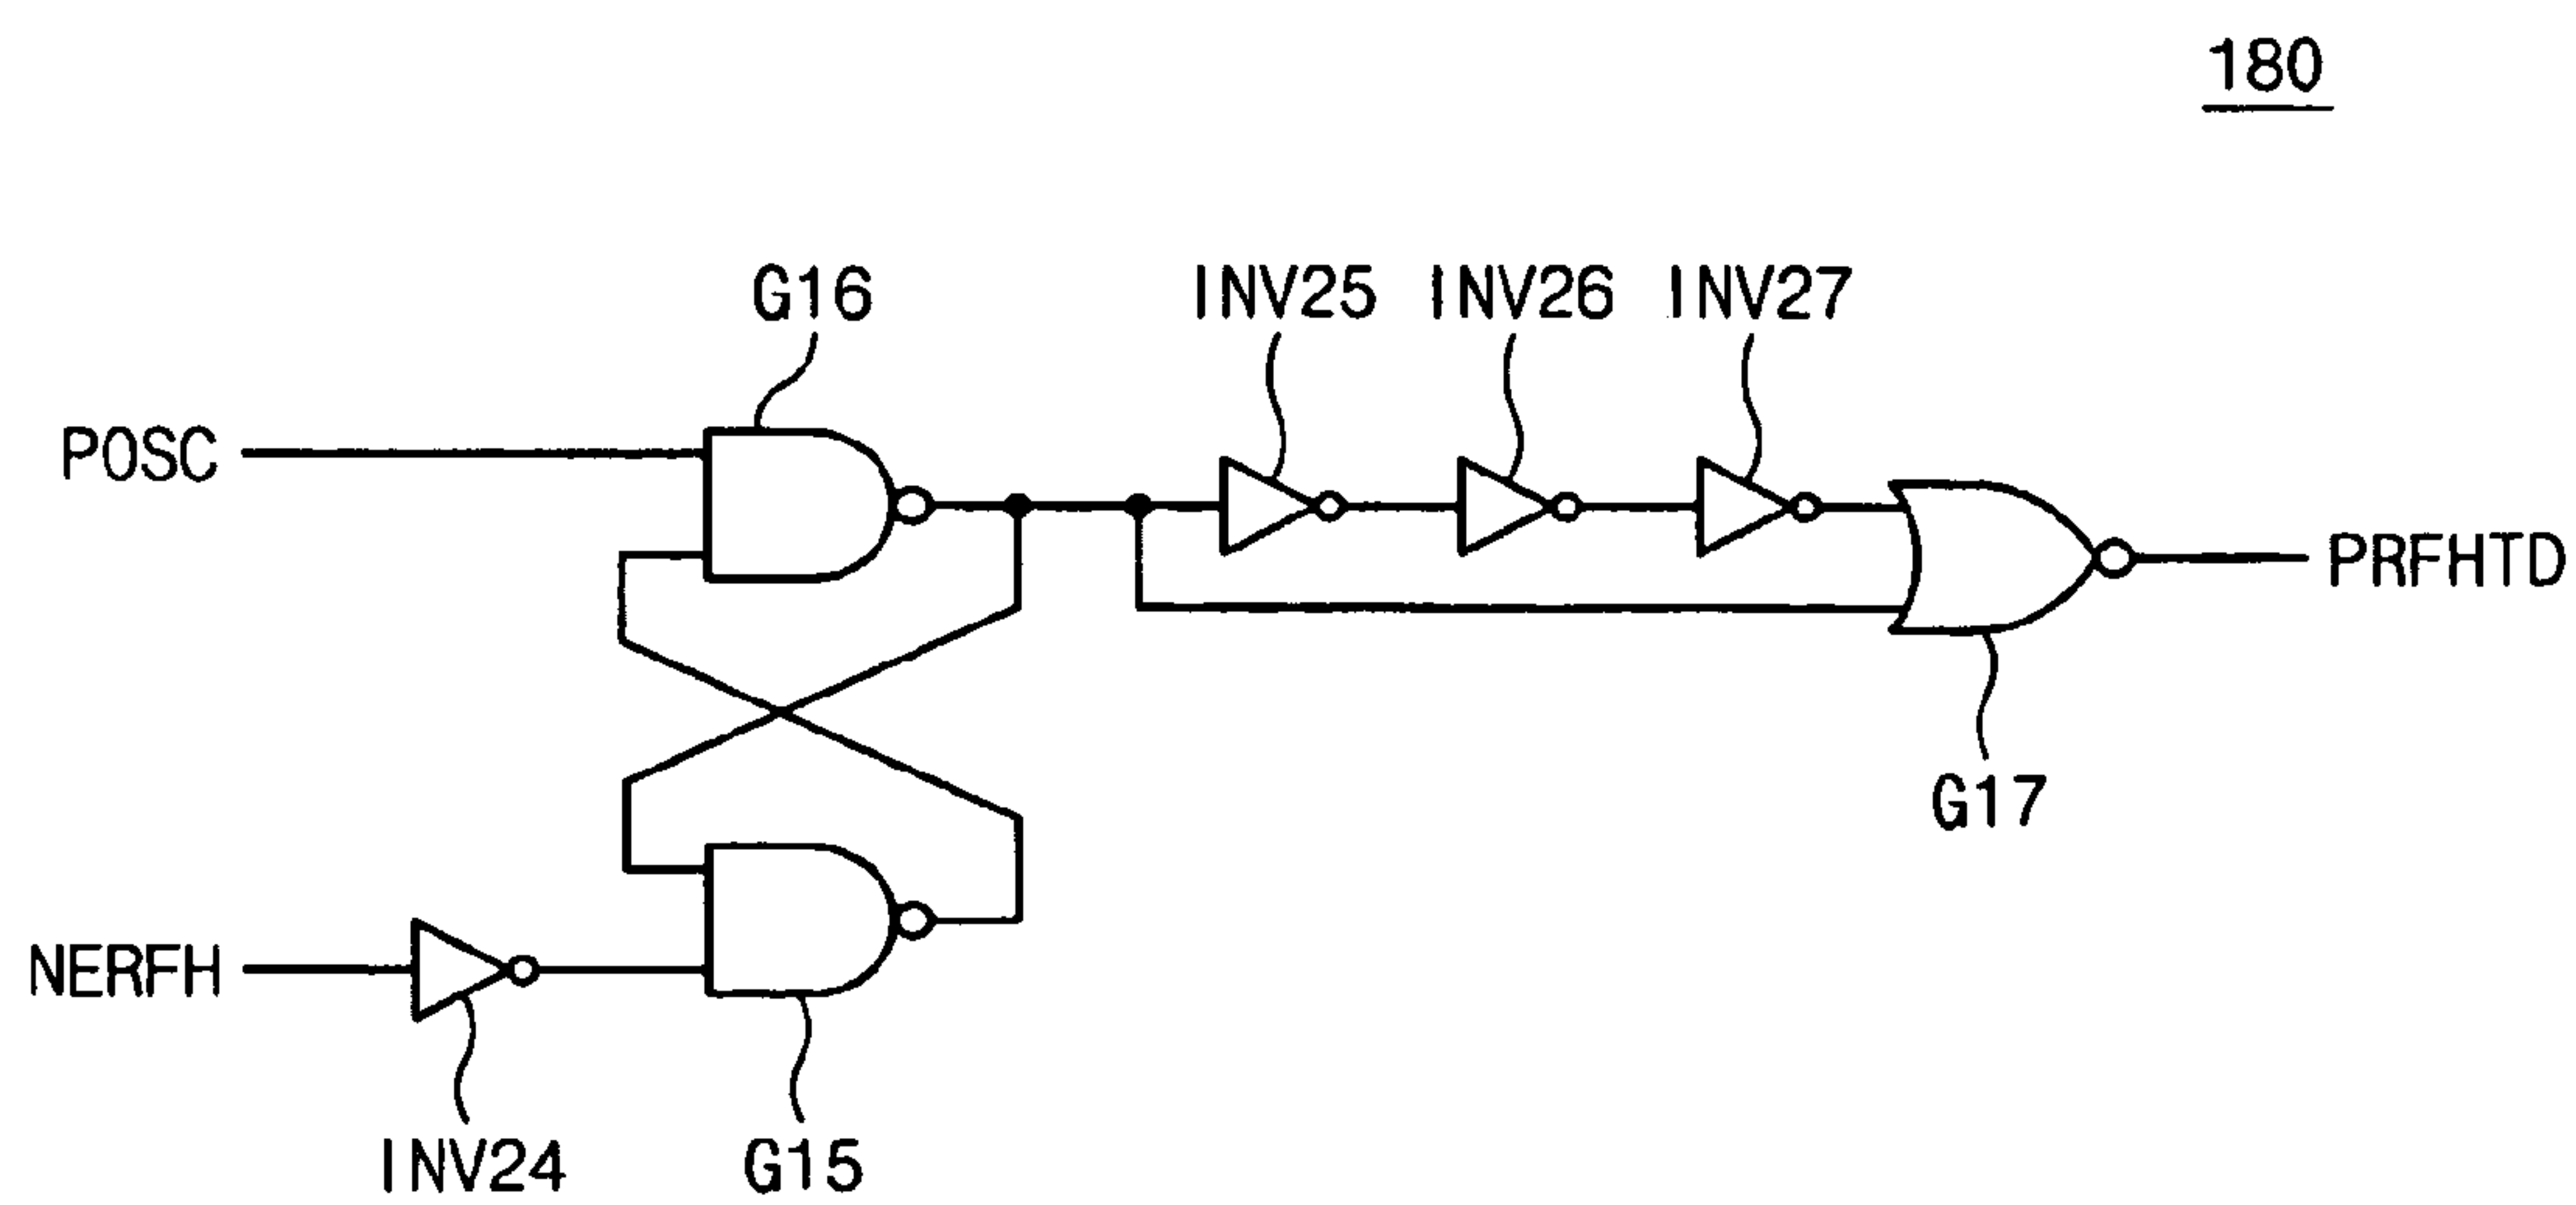 180
G16
INV25 INV26 INV27
POSC
PRFHTD
G17
NERFH
INV24
G15